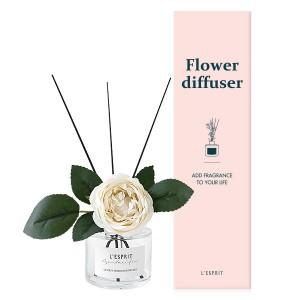 Flower
diffuser
ADD FRAGRANCE
TO YOUR LIFE
L'ESPRIT
L'ESPRIT